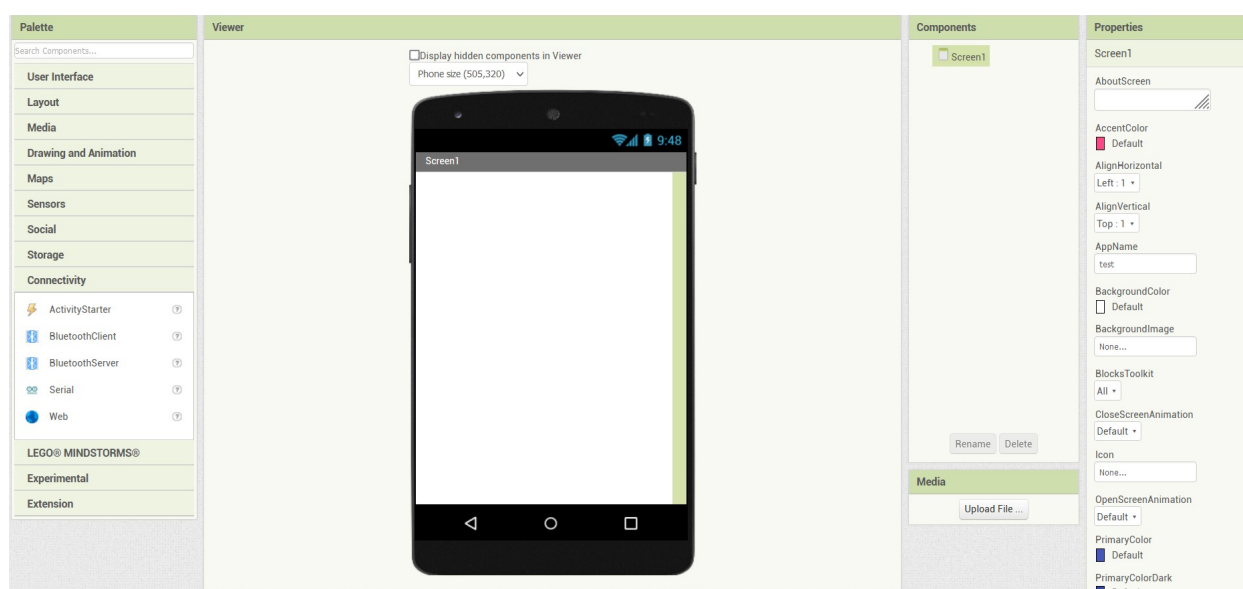 Palette
Search Components...
User Interface
Layout
Media
Drawing and Animation
Maps
Sensors
Social
Storage
Connectivity
ActivityStarter
BluetoothClient
BluetoothServer
Serial
Web
LEGO® MINDSTORMS®
Experimental
Extension
Viewer
Display hidden components in Viewer
Phone size (505,320)
9:48
Screen1
Components
Screen1
Rename Delete
Media
Upload File ...
Properties
Screen1
AboutScreen
AccentColor
Default
AlignHorizontal
Left : 1
AlignVertical
Top : 1
AppName
test
BackgroundColor
Default
BackgroundImage
None...
BlocksToolkit
All
CloseScreenAnimation
Default
Icon
None...
OpenScreenAnimation
Default
PrimaryColor
Default
PrimaryColorDark